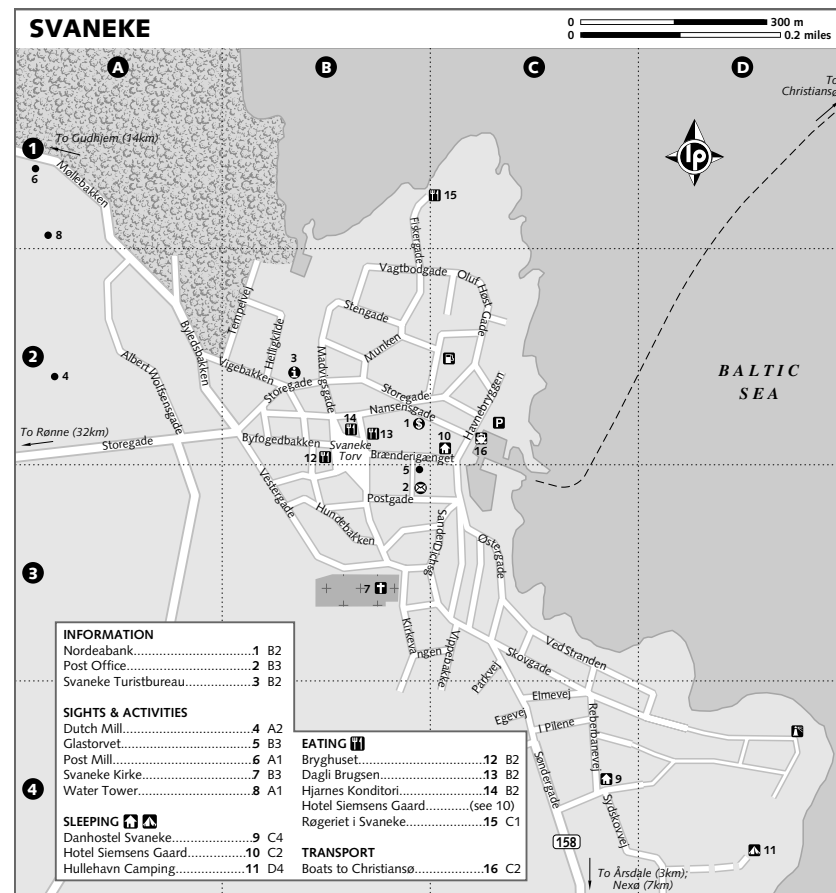 SVANEKE
0 300 m
0 0.2 miles
A B C D
To
Christiansø
To Gudhjem (14km)
1
6
Møllebakken
lp
15
8
Fiskergade
Vagtbodgade
Oluf Høst Gade
Tempelvej
Stengade
Helligkilde
Munken
Byledsbakken
2
3
Madvigsgade
Albert Wolfsensgade
4
Vigebakken
Storegade
Storegade
BALTIC
SEA
Nansensgade
Havnebryggen
P
1
14
13
10
16
To Rønne (32km)
Storegade
Byfogedbakken
Svaneke
Torv
12
Brænderigænget
5
2
Postgade
Vestergade
Hundebakken
Østergade
3
7
Kirkevangen
Vippebakke
Parkvej
Skovgade
Ved Stranden
Elmevej
Egevej
I Pilene
Reberbanevej
Søndergade
9
4
Sydskovvej
158
11
To Årsdale (3km);
Nexø (7km)
INFORMATION
Nordeabank 1 B2
Post Office 2 B3
Svaneke Turistbureau 3 B2
SIGHTS & ACTIVITIES
Dutch Mill 4 A2
Glastorvet 5 B3
Post Mill 6 A1
Svaneke Kirke 7 B3
Water Tower 8 A1
SLEEPING
Danhostel Svaneke 9 C4
Hotel Siemsens Gaard 10 C2
Hullehavn Camping 11 D4
EATING
Bryghuset 12 B2
Dagli Brugsen 13 B2
Hjarnes Konditori 14 B2
Hotel Siemsens Gaard (see 10)
Røgeriet i Svaneke 15 C1
TRANSPORT
Boats to Christiansø 16 C2